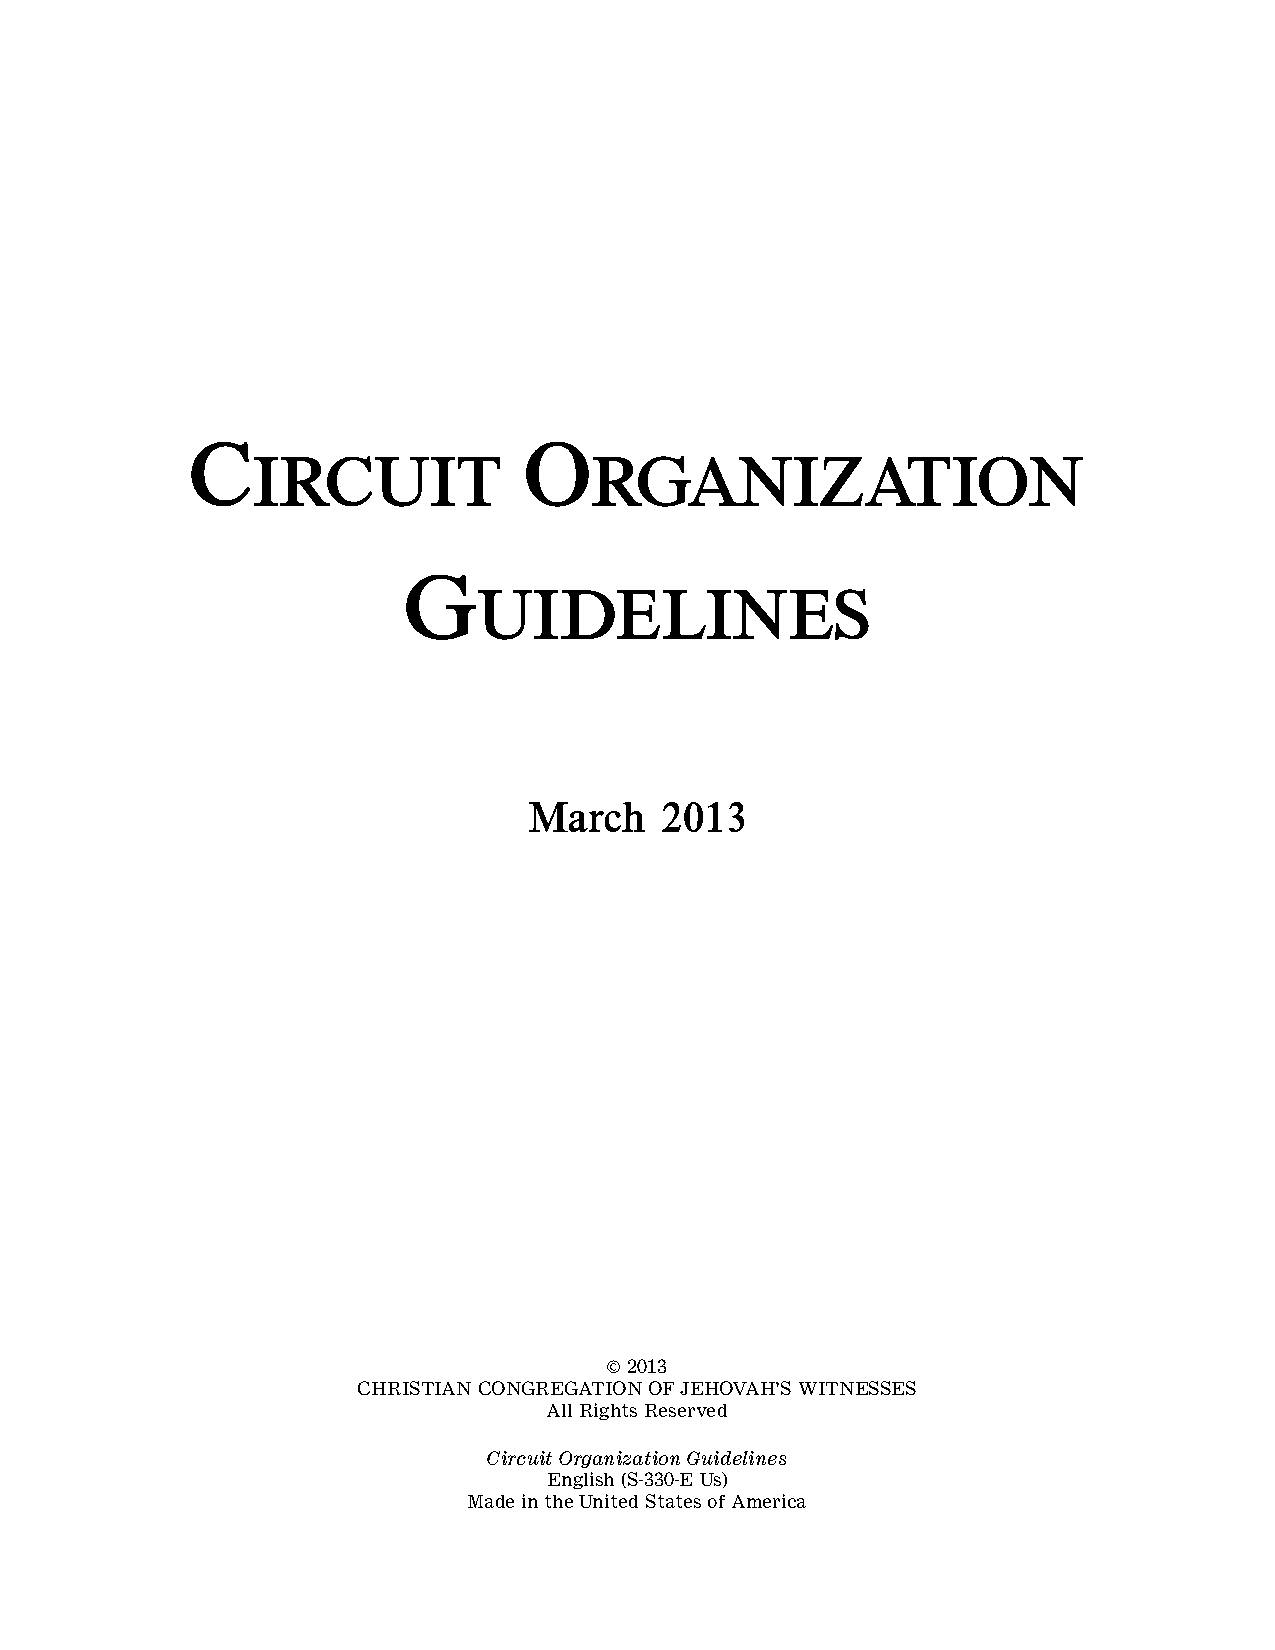 CIRCUIT ORGANIZATION
GUIDELINES
March 2013
© 2013
CHRISTIAN CONGREGATION OF JEHOVAH'S WITNESSES
All Rights Reserved
Circuit Organization Guidelines
English (S-330-E Us)
Made in the United States of America